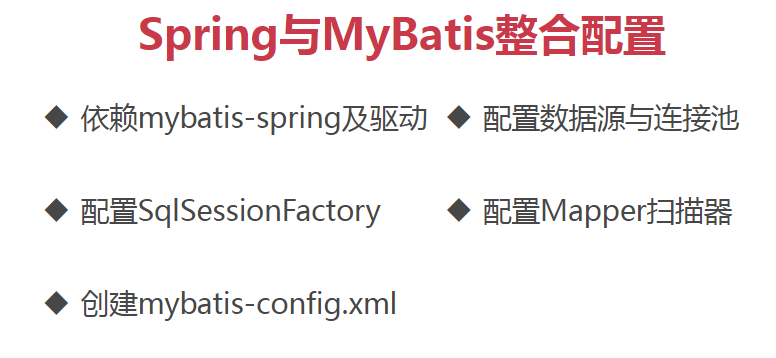 Spring与MyBatis整合配置
◆ 依赖mybatis-spring及驱动
◆ 配置数据源与连接池
◆ 配置SqlSessionFactory
◆ 配置Mapper扫描器
◆ 创建mybatis-config.xml